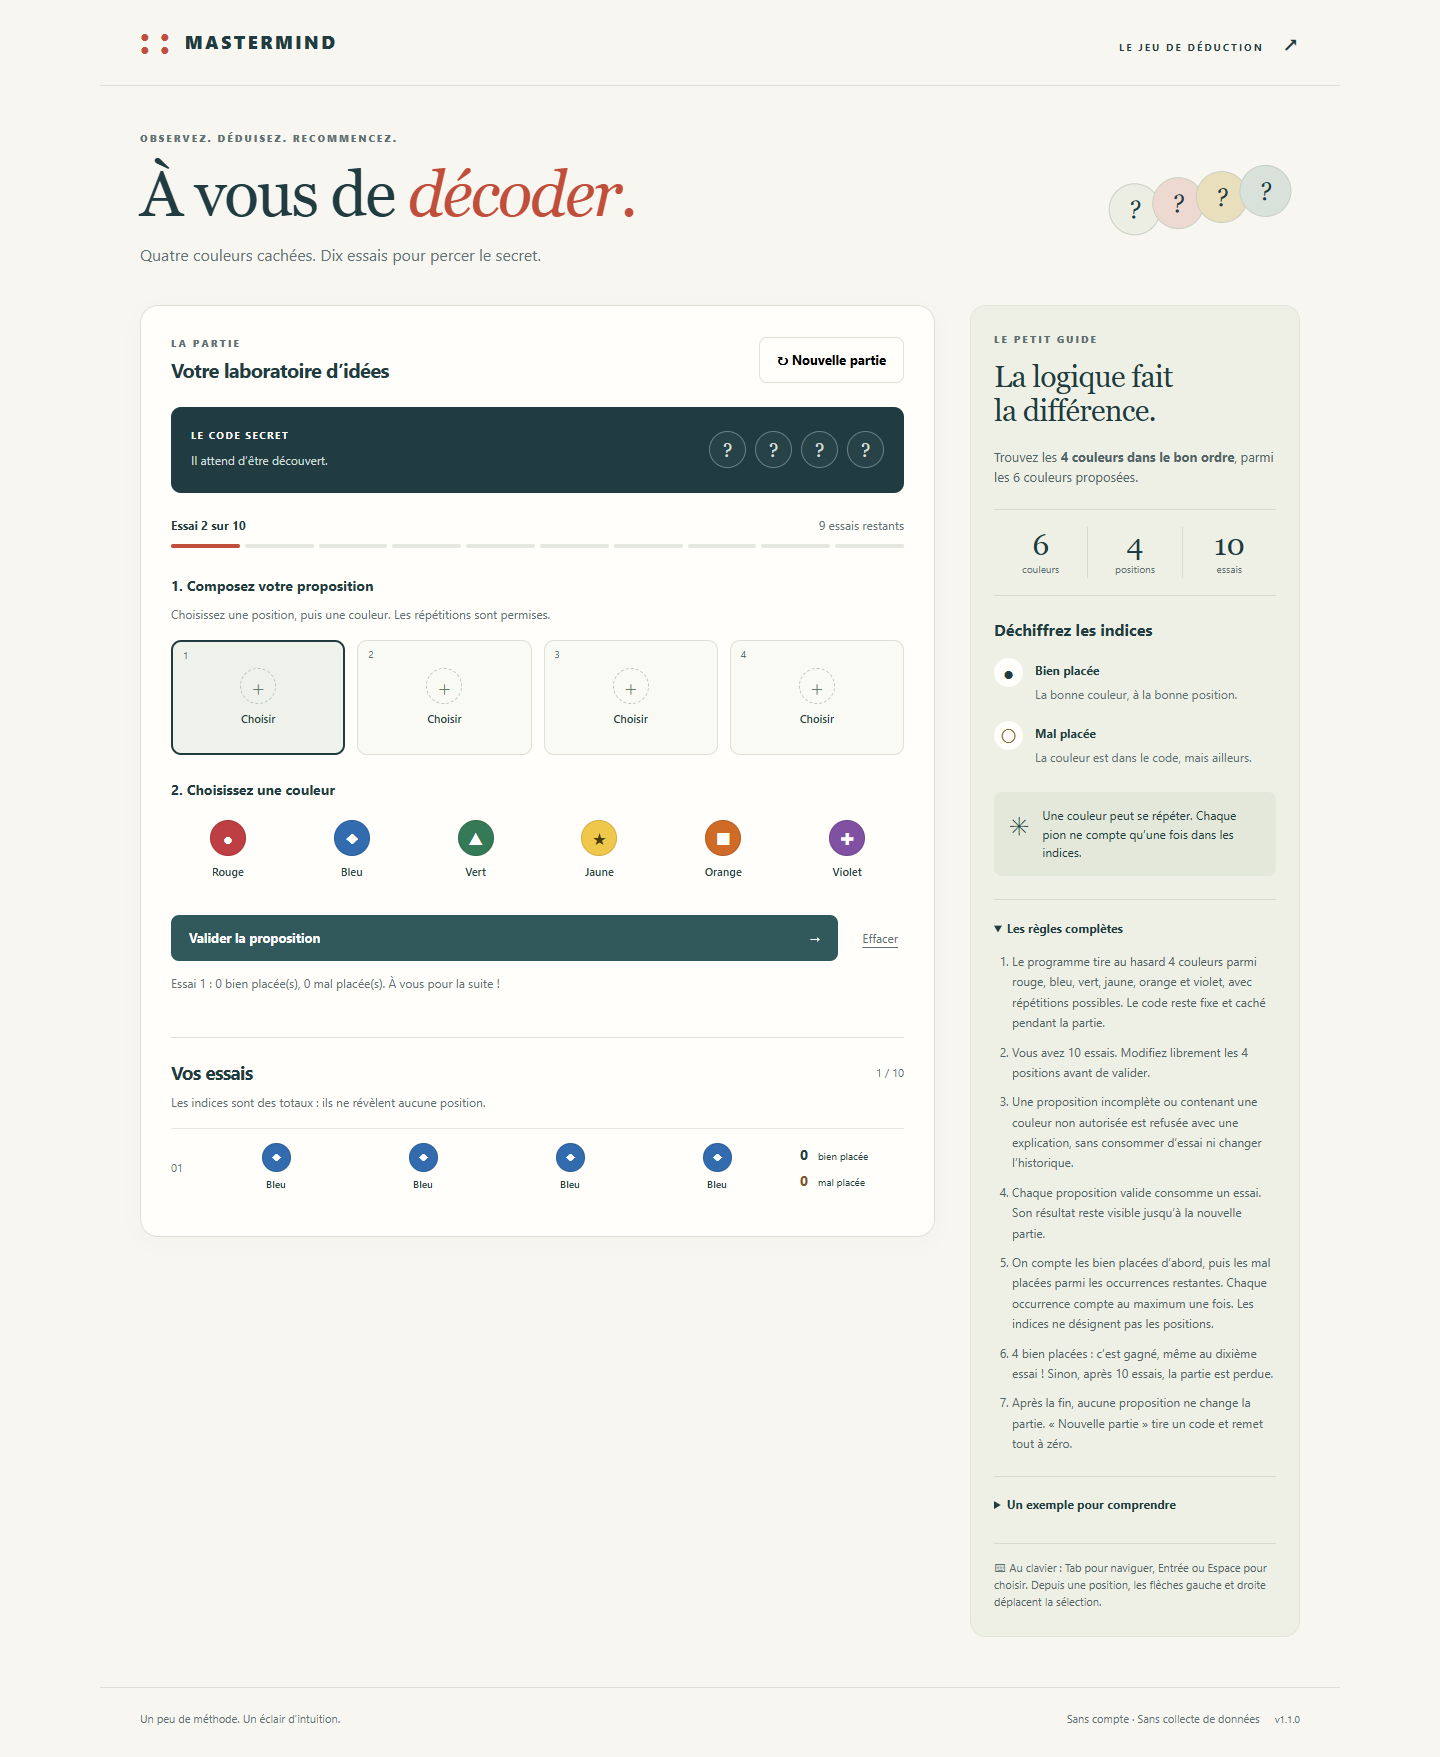 MASTERMIND
LE JEU DE DÉDUCTION ↗
OBSERVEZ. DÉDUISEZ. RECOMMENCEZ.
À vous de décoder.
Quatre couleurs cachées. Dix essais pour percer le secret.
? ? ? ?
LA PARTIE
Votre laboratoire d’idées
↻ Nouvelle partie
LE CODE SECRET
Il attend d’être découvert.
? ? ? ?
Essai 2 sur 10
9 essais restants
1. Composez votre proposition
Choisissez une position, puis une couleur. Les répétitions sont permises.
1 2 3 4
+ + + +
Choisir Choisir Choisir Choisir
2. Choisissez une couleur
Rouge Bleu Vert Jaune Orange Violet
Valider la proposition →
Effacer
Essai 1 : 0 bien placée(s), 0 mal placée(s). À vous pour la suite !
Vos essais
1 / 10
Les indices sont des totaux : ils ne révèlent aucune position.
01
Bleu Bleu Bleu Bleu
0 bien placée
0 mal placée
LE PETIT GUIDE
La logique fait
la différence.
Trouvez les 4 couleurs dans le bon ordre, parmi
les 6 couleurs proposées.
6 4 10
couleurs positions essais
Déchiffrez les indices
Bien placée
La bonne couleur, à la bonne position.
Mal placée
La couleur est dans le code, mais ailleurs.
Une couleur peut se répéter. Chaque
pion ne compte qu’une fois dans les
indices.
▼ Les règles complètes
1. Le programme tire au hasard 4 couleurs parmi
rouge, bleu, vert, jaune, orange et violet, avec
répétitions possibles. Le code reste fixe et caché
pendant la partie.
2. Vous avez 10 essais. Modifiez librement les 4
positions avant de valider.
3. Une proposition incomplète ou contenant une
couleur non autorisée est refusée avec une
explication, sans consommer d’essai ni changer
l’historique.
4. Chaque proposition valide consomme un essai.
Son résultat reste visible jusqu’à la nouvelle
partie.
5. On compte les bien placées d’abord, puis les mal
placées parmi les occurrences restantes. Chaque
occurrence compte au maximum une fois. Les
indices ne désignent pas les positions.
6. 4 bien placées : c’est gagné, même au dixième
essai ! Sinon, après 10 essais, la partie est perdue.
7. Après la fin, aucune proposition ne change la
partie. « Nouvelle partie » tire un code et remet
tout à zéro.
▶ Un exemple pour comprendre
⌨ Au clavier : Tab pour naviguer, Entrée ou Espace pour
choisir. Depuis une position, les flèches gauche et droite
déplacent la sélection.
Un peu de méthode. Un éclair d’intuition.
Sans compte · Sans collecte de données v1.1.0